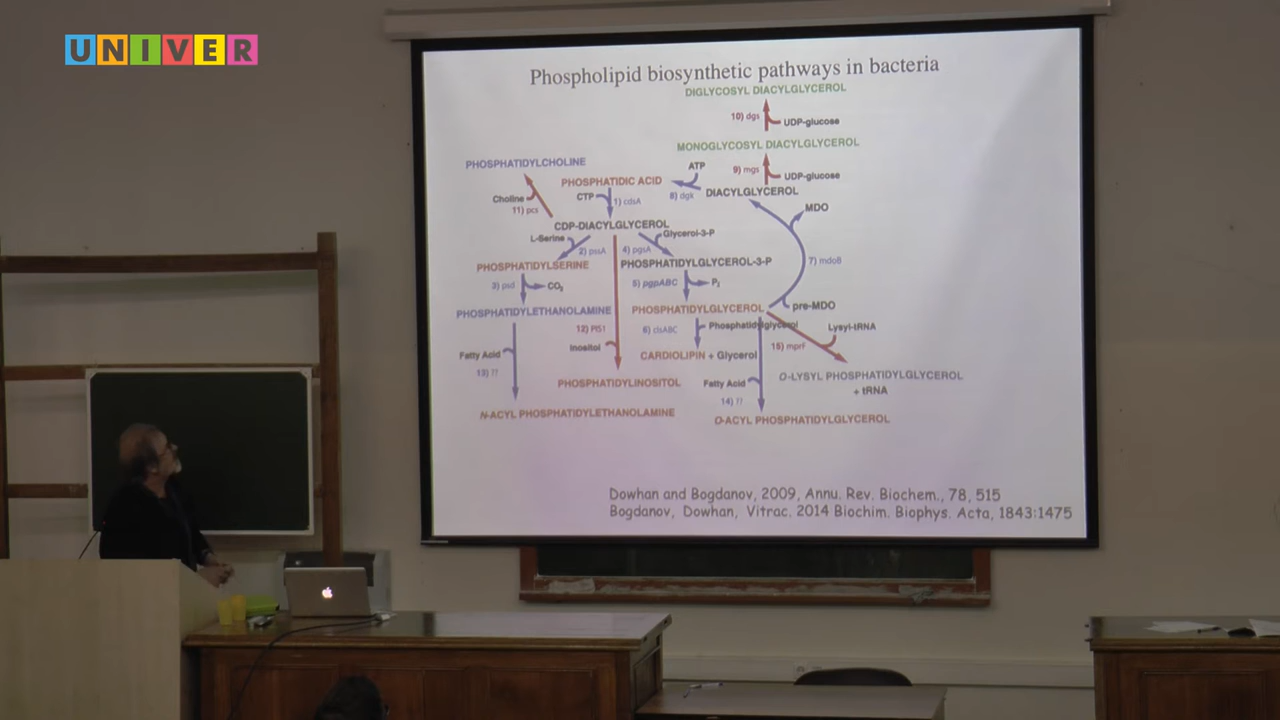 UNIVER
Phospholipid biosynthetic pathways in bacteria
DIGLYCOSYL DIACYLGLYCEROL
10) dgs
UDP-glucose
MONOGLYCOSYL DIACYLGLYCEROL
9) mgs
UDP-glucose
PHOSPHATIDYLCHOLINE
PHOSPHATIDIC ACID
ATP
8) dgk
DIACYLGLYCEROL
Choline
11) pcs
CTP
1) cdsA
MDO
CDP-DIACYLGLYCEROL
L-Serine
2) pssA
4) pgsA
Glycerol-3-P
PHOSPHATIDYLSERINE
PHOSPHATIDYLGLYCEROL-3-P
7) mdoB
3) psd
CO₂
5) pgpABC
Pᵢ
PHOSPHATIDYLETHANOLAMINE
PHOSPHATIDYLGLYCEROL
pre-MDO
12) PIS1
6) clsABC
Phosphatidylglycerol
Lysyl-tRNA
Inositol
15) mprf
Fatty Acid
CARDIOLIPIN + Glycerol
13) ??
PHOSPHATIDYLINOSITOL
Fatty Acid
O-LYSYL PHOSPHATIDYLGLYCEROL
+ tRNA
14) ??
N-ACYL PHOSPHATIDYLETHANOLAMINE
O-ACYL PHOSPHATIDYLGLYCEROL
Dowhan and Bogdanov, 2009, Annu. Rev. Biochem., 78, 515
Bogdanov, Dowhan, Vitrac. 2014 Biochim. Biophys. Acta, 1843:1475